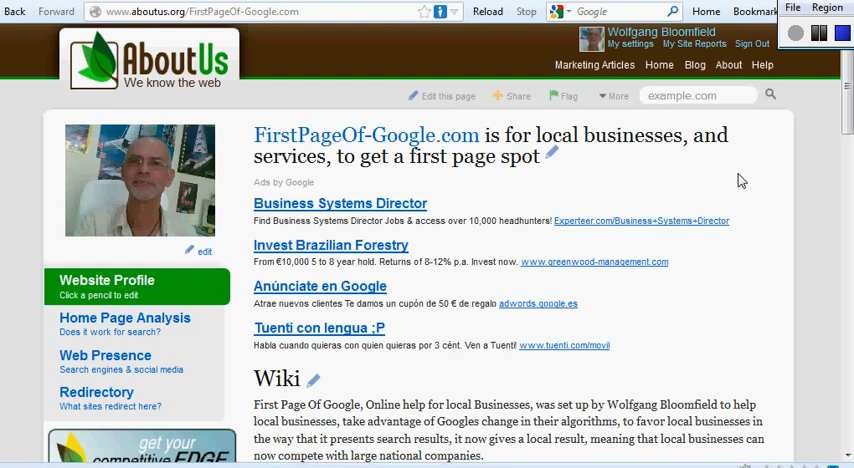 Back Forward www.aboutus.org/FirstPageOf-Google.com Reload Stop Google Home Bookmark
File Region
AboutUs
We know the web
Wolfgang Bloomfield
My settings My Site Reports Sign Out
Marketing Articles Home Blog About Help
Edit this page Share Flag More example.com
FirstPageOf-Google.com is for local businesses, and
services, to get a first page spot
Ads by Google
Business Systems Director
Find Business Systems Director Jobs & access over 10,000 headhunters! Experteer.com/Business+Systems+Director
Invest Brazilian Forestry
From €10,000 5 to 8 year hold. Returns of 8-12% p.a. Invest now. www.greenwood-management.com
Anúnciate en Google
Atrae nuevos clientes Te damos un cupón de 50 € de regalo adwords.google.es
Tuenti con lengua ;P
Habla cuando quieras con quien quieras por 3 cént. Ven a Tuenti! www.tuenti.com/movil
edit
Website Profile
Click a pencil to edit
Home Page Analysis
Does it work for search?
Web Presence
Search engines & social media
Redirectory
What sites redirect here?
get your
competitive EDGE
Wiki
First Page Of Google, Online help for local Businesses, was set up by Wolfgang Bloomfield to help
local businesses, take advantage of Googles change in their algorithms, to favor local businesses in
the way that it presents search results, it now gives a local result, meaning that local businesses can
now compete with large national companies.